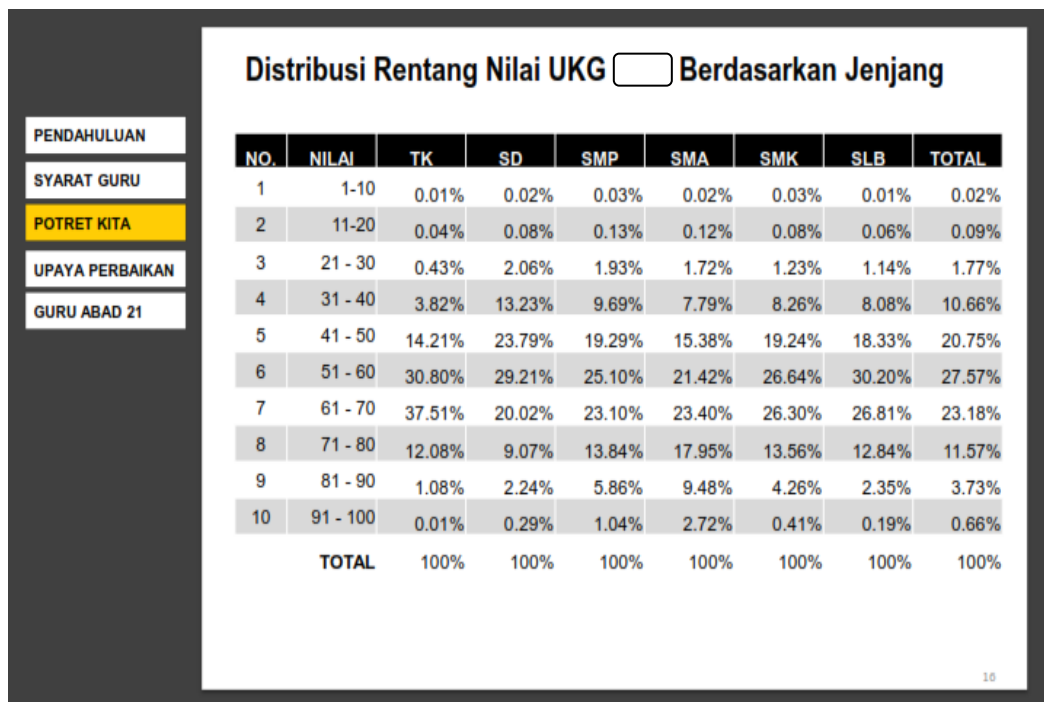 Distribusi Rentang Nilai UKG Berdasarkan Jenjang
PENDAHULUAN
SYARAT GURU
POTRET KITA
UPAYA PERBAIKAN
GURU ABAD 21
NO. NILAI TK SD SMP SMA SMK SLB TOTAL
1 1-10 0.01% 0.02% 0.03% 0.02% 0.03% 0.01% 0.02%
2 11-20 0.04% 0.08% 0.13% 0.12% 0.08% 0.06% 0.09%
3 21 - 30 0.43% 2.06% 1.93% 1.72% 1.23% 1.14% 1.77%
4 31 - 40 3.82% 13.23% 9.69% 7.79% 8.26% 8.08% 10.66%
5 41 - 50 14.21% 23.79% 19.29% 15.38% 19.24% 18.33% 20.75%
6 51 - 60 30.80% 29.21% 25.10% 21.42% 26.64% 30.20% 27.57%
7 61 - 70 37.51% 20.02% 23.10% 23.40% 26.30% 26.81% 23.18%
8 71 - 80 12.08% 9.07% 13.84% 17.95% 13.56% 12.84% 11.57%
9 81 - 90 1.08% 2.24% 5.86% 9.48% 4.26% 2.35% 3.73%
10 91 - 100 0.01% 0.29% 1.04% 2.72% 0.41% 0.19% 0.66%
TOTAL 100% 100% 100% 100% 100% 100% 100%
16